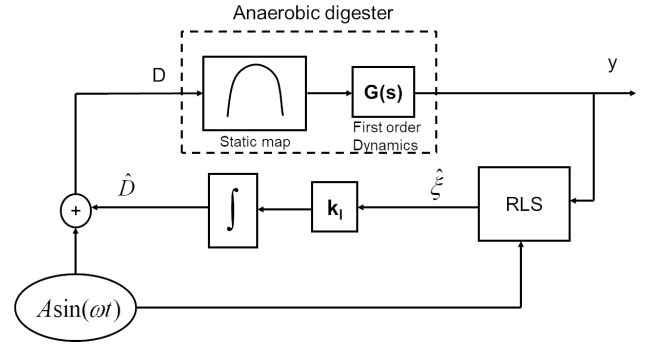 Anaerobic digester
D
y
G(s)
Static map
First order
Dynamics
D̂
∫
k_I
ξ̂
RLS
+
Asin(ωt)